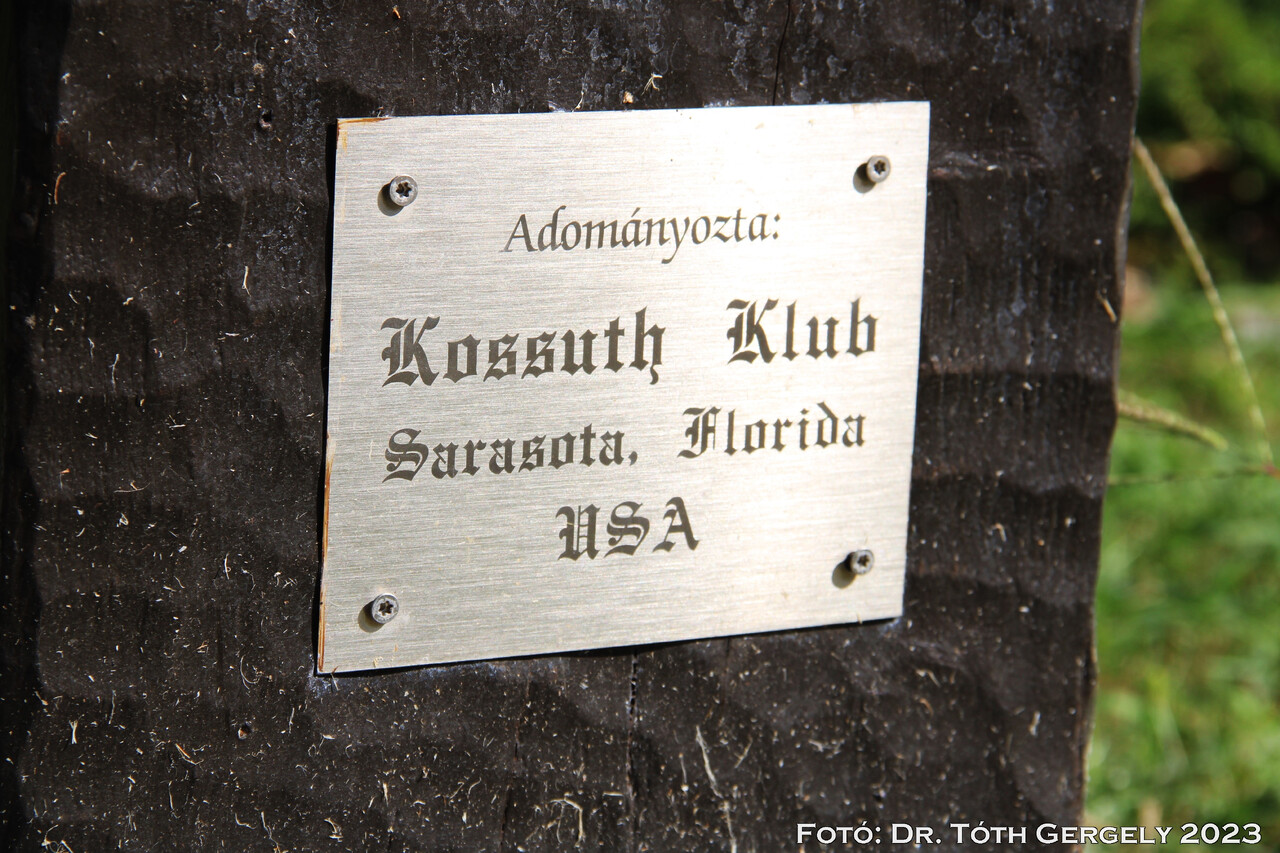 Adományozta:
Kossuth Klub
Sarasota, Florida
USA
Fotó: Dr. Tóth Gergely 2023